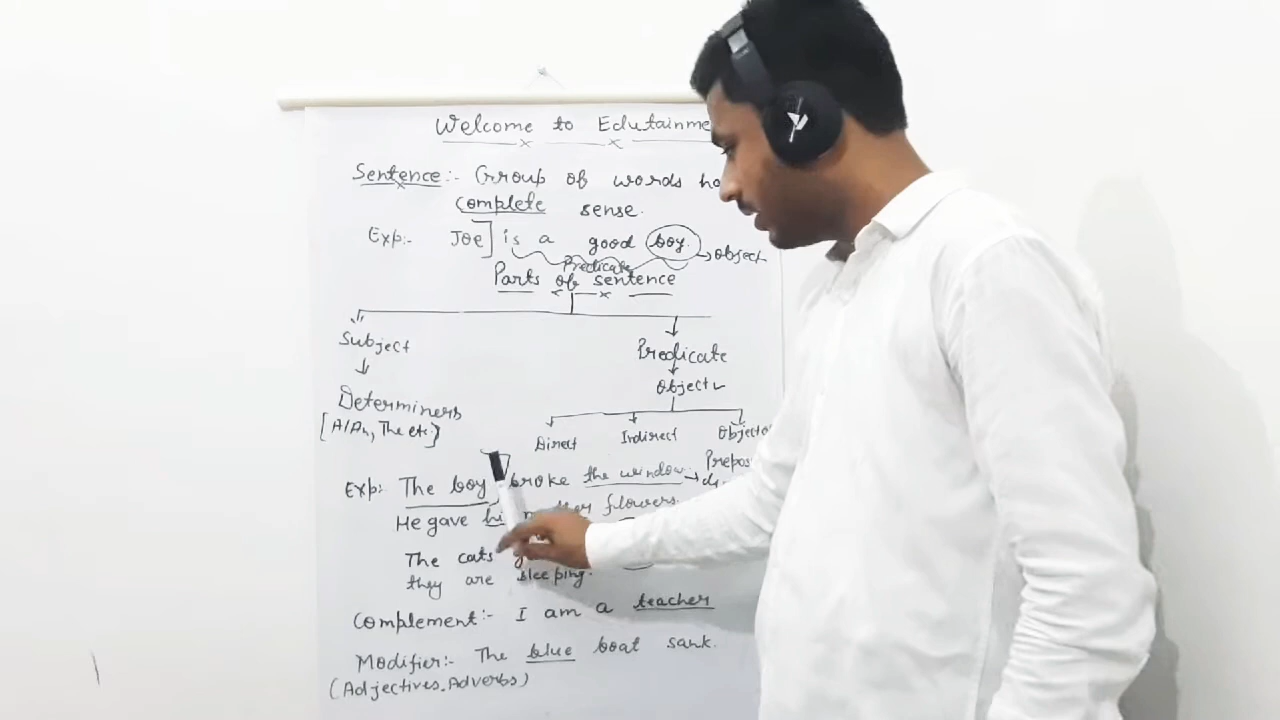 Welcome to Edutainme
Sentence:- Group of words ha
complete sense.
Exp:- Joe] is a good boy. → object
Predicate
Parts of sentence
Subject
Predicate
Object
Determiners
[A/An, The etc.]
Direct Indirect Object o
Prepos
Exp: The boy broke the window →
He gave hi flowers.
The cats
they are sleeping.
Complement:- I am a teacher
Modifier:- The blue boat sank.
(Adjectives, Adverbs)